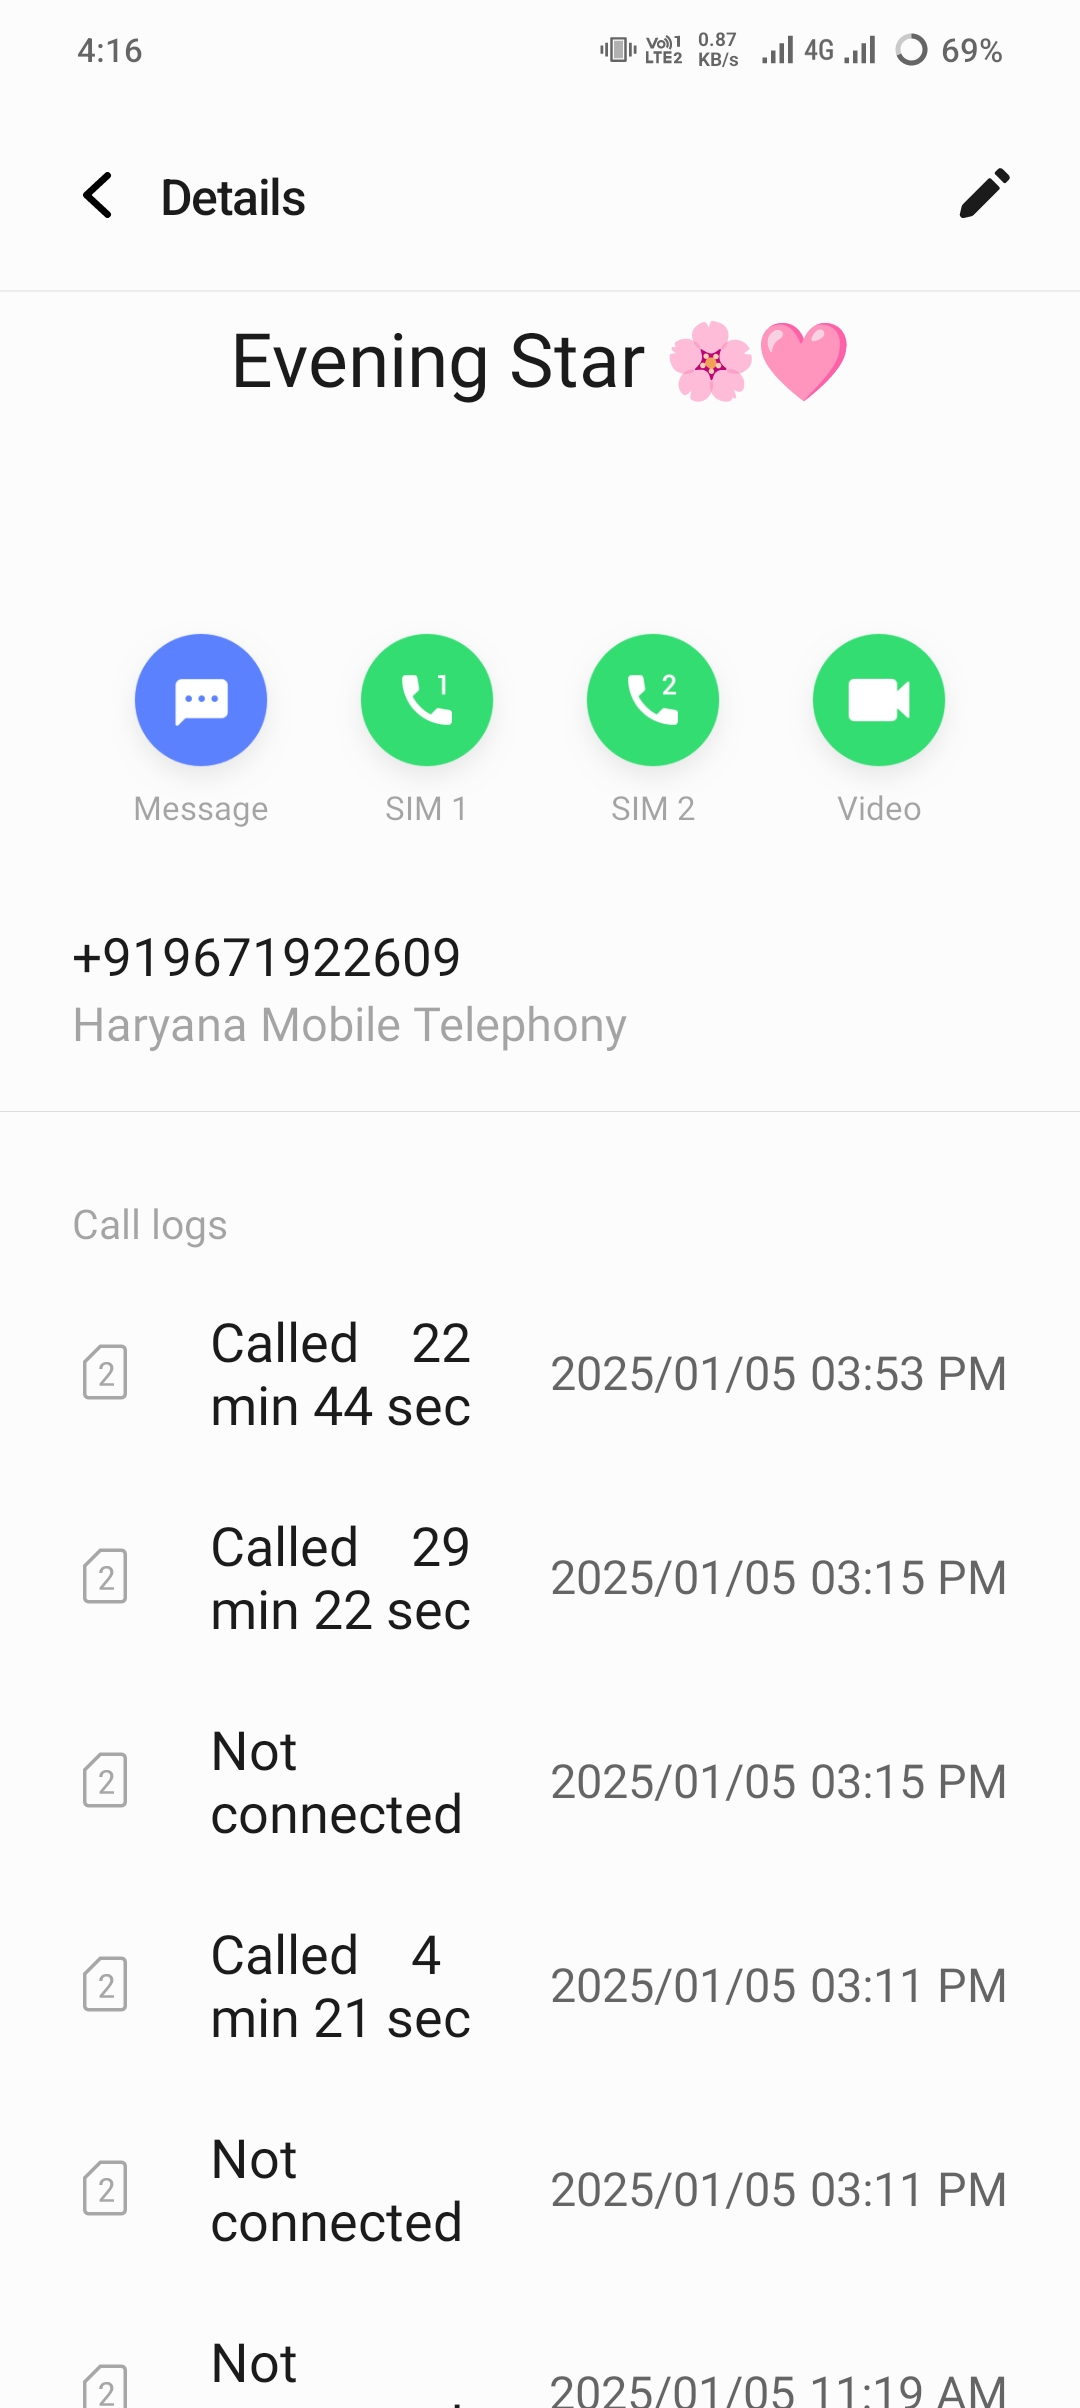 4:16
Vo))1 LTE2 0.87 KB/s 4G 69%
Details
Evening Star 🌸🩷
1 2
Message SIM 1 SIM 2 Video
+919671922609
Haryana Mobile Telephony
Call logs
2 Called 22 min 44 sec 2025/01/05 03:53 PM
2 Called 29 min 22 sec 2025/01/05 03:15 PM
2 Not connected 2025/01/05 03:15 PM
2 Called 4 min 21 sec 2025/01/05 03:11 PM
2 Not connected 2025/01/05 03:11 PM
2 Not 2025/01/05 11:19 AM